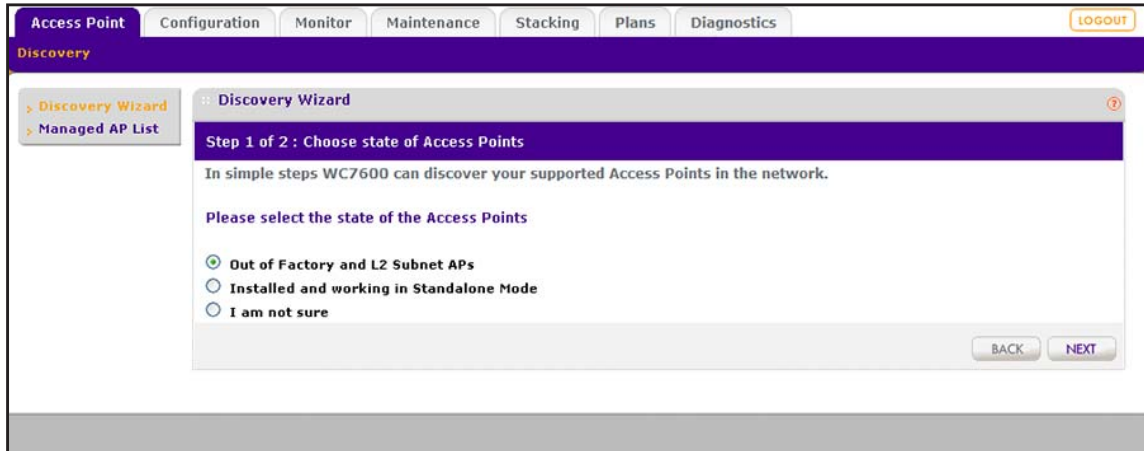 Access Point Configuration Monitor Maintenance Stacking Plans Diagnostics LOGOUT
Discovery
Discovery Wizard
Managed AP List
Discovery Wizard ?
Step 1 of 2 : Choose state of Access Points
In simple steps WC7600 can discover your supported Access Points in the network.
Please select the state of the Access Points
Out of Factory and L2 Subnet APs
Installed and working in Standalone Mode
I am not sure
BACK NEXT